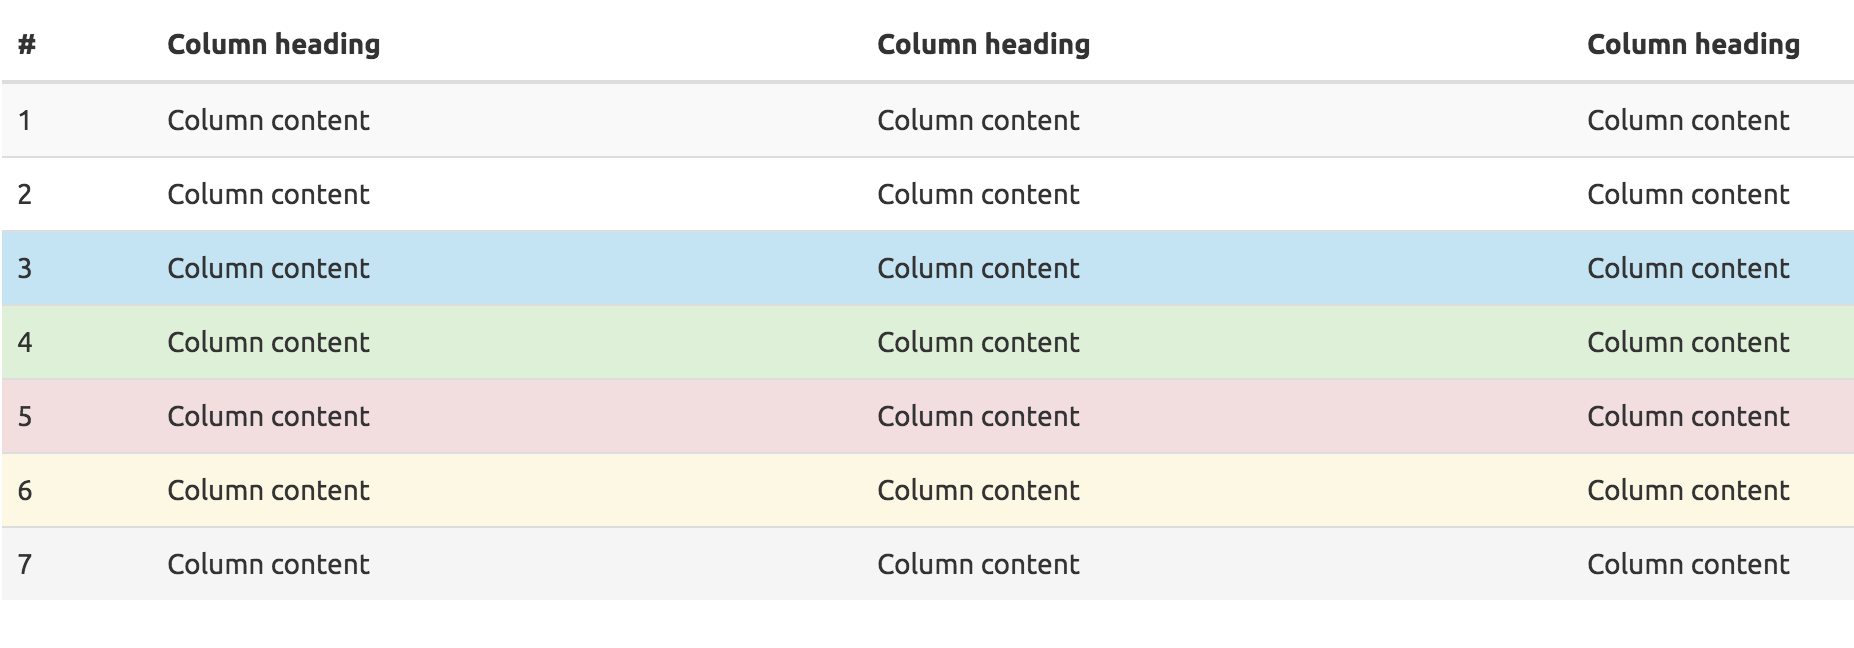 # Column heading Column heading Column heading
1 Column content Column content Column content
2 Column content Column content Column content
3 Column content Column content Column content
4 Column content Column content Column content
5 Column content Column content Column content
6 Column content Column content Column content
7 Column content Column content Column content